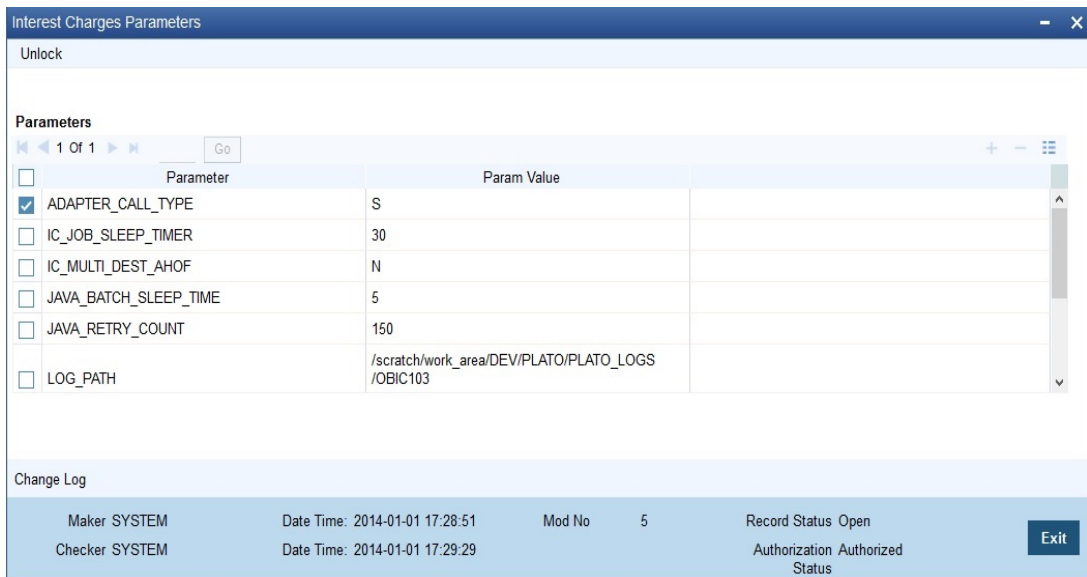 Interest Charges Parameters
Unlock
Parameters
1 Of 1 Go
Parameter Param Value
ADAPTER_CALL_TYPE S
IC_JOB_SLEEP_TIMER 30
IC_MULTI_DEST_AHOF N
JAVA_BATCH_SLEEP_TIME 5
JAVA_RETRY_COUNT 150
LOG_PATH /scratch/work_area/DEV/PLATO/PLATO_LOGS
/OBIC103
Change Log
Maker SYSTEM Date Time: 2014-01-01 17:28:51 Mod No 5 Record Status Open
Checker SYSTEM Date Time: 2014-01-01 17:29:29 Authorization Authorized
Status
Exit